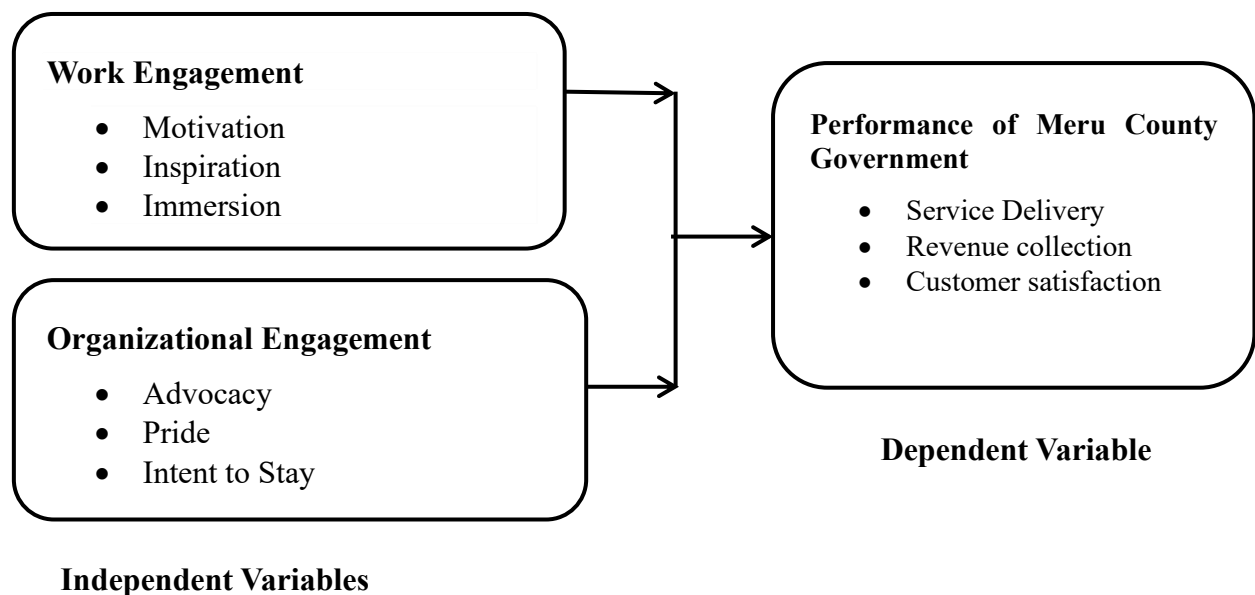 Work Engagement
• Motivation
• Inspiration
• Immersion
Organizational Engagement
• Advocacy
• Pride
• Intent to Stay
Independent Variables
Performance of Meru County
Government
• Service Delivery
• Revenue collection
• Customer satisfaction
Dependent Variable